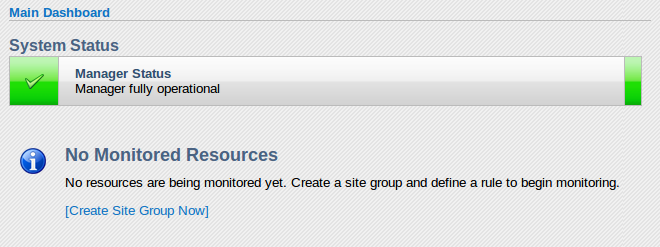 Main Dashboard
System Status
Manager Status
Manager fully operational
No Monitored Resources
No resources are being monitored yet. Create a site group and define a rule to begin monitoring.
[Create Site Group Now]